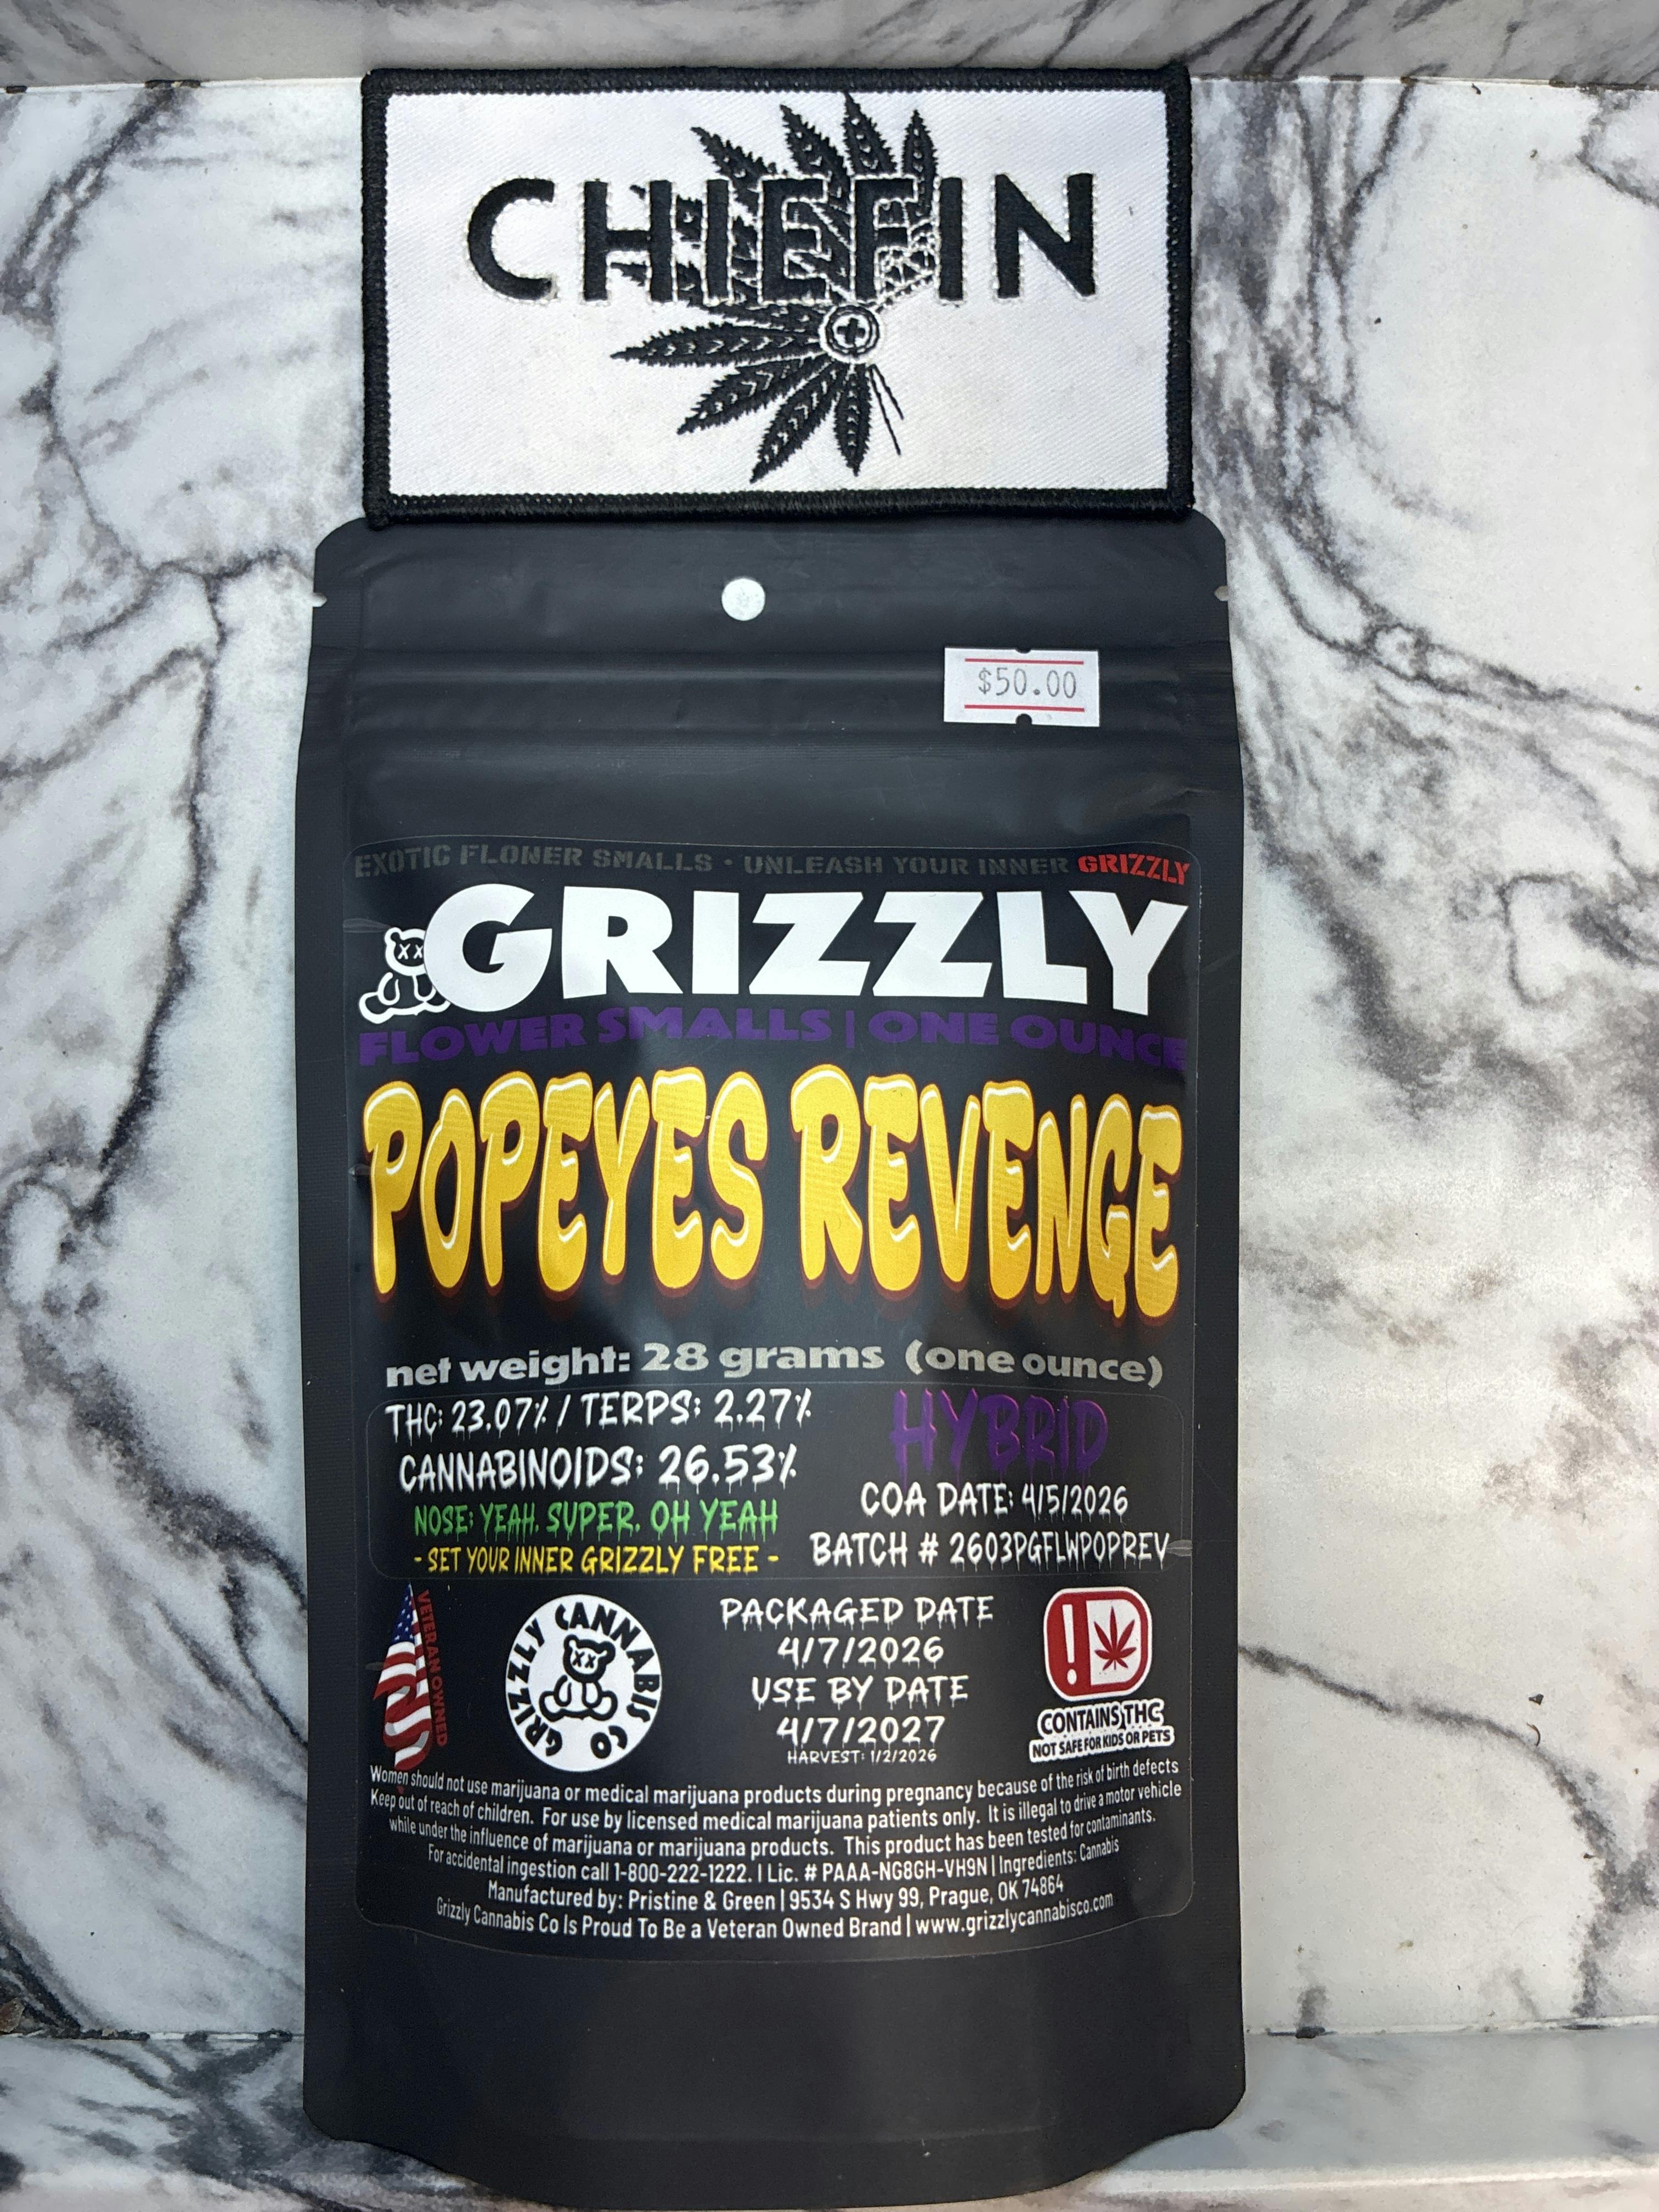 CHIEFIN
$50.00
EXOTIC FLOWER SMALLS • UNLEASH YOUR INNER GRIZZLY
GRIZZLY
FLOWER SMALLS | ONE OUNCE
POPEYES REVENGE
net weight: 28 grams (one ounce)
THC: 23.07% / TERPS: 2.27%
CANNABINOIDS: 26.53%
NOSE: YEAH. SUPER. OH YEAH
- SET YOUR INNER GRIZZLY FREE -
HYBRID
COA DATE: 4/5/2026
BATCH # 2603PGFLWPOPREV
VETERAN OWNED
GRIZZLY CANNABIS CO
PACKAGED DATE
4/7/2026
USE BY DATE
4/7/2027
HARVEST: 1/2/2026
!
CONTAINS THC
NOT SAFE FOR KIDS OR PETS
Women should not use marijuana or medical marijuana products during pregnancy because of the risk of birth defects
Keep out of reach of children. For use by licensed medical marijuana patients only. It is illegal to drive a motor vehicle
while under the influence of marijuana or marijuana products. This product has been tested for contaminants.
For accidental ingestion call 1-800-222-1222. | Lic. # PAAA-NG8GH-VH9N | Ingredients: Cannabis
Manufactured by: Pristine & Green | 9534 S Hwy 99, Prague, OK 74864
Grizzly Cannabis Co Is Proud To Be a Veteran Owned Brand | www.grizzlycannabisco.com